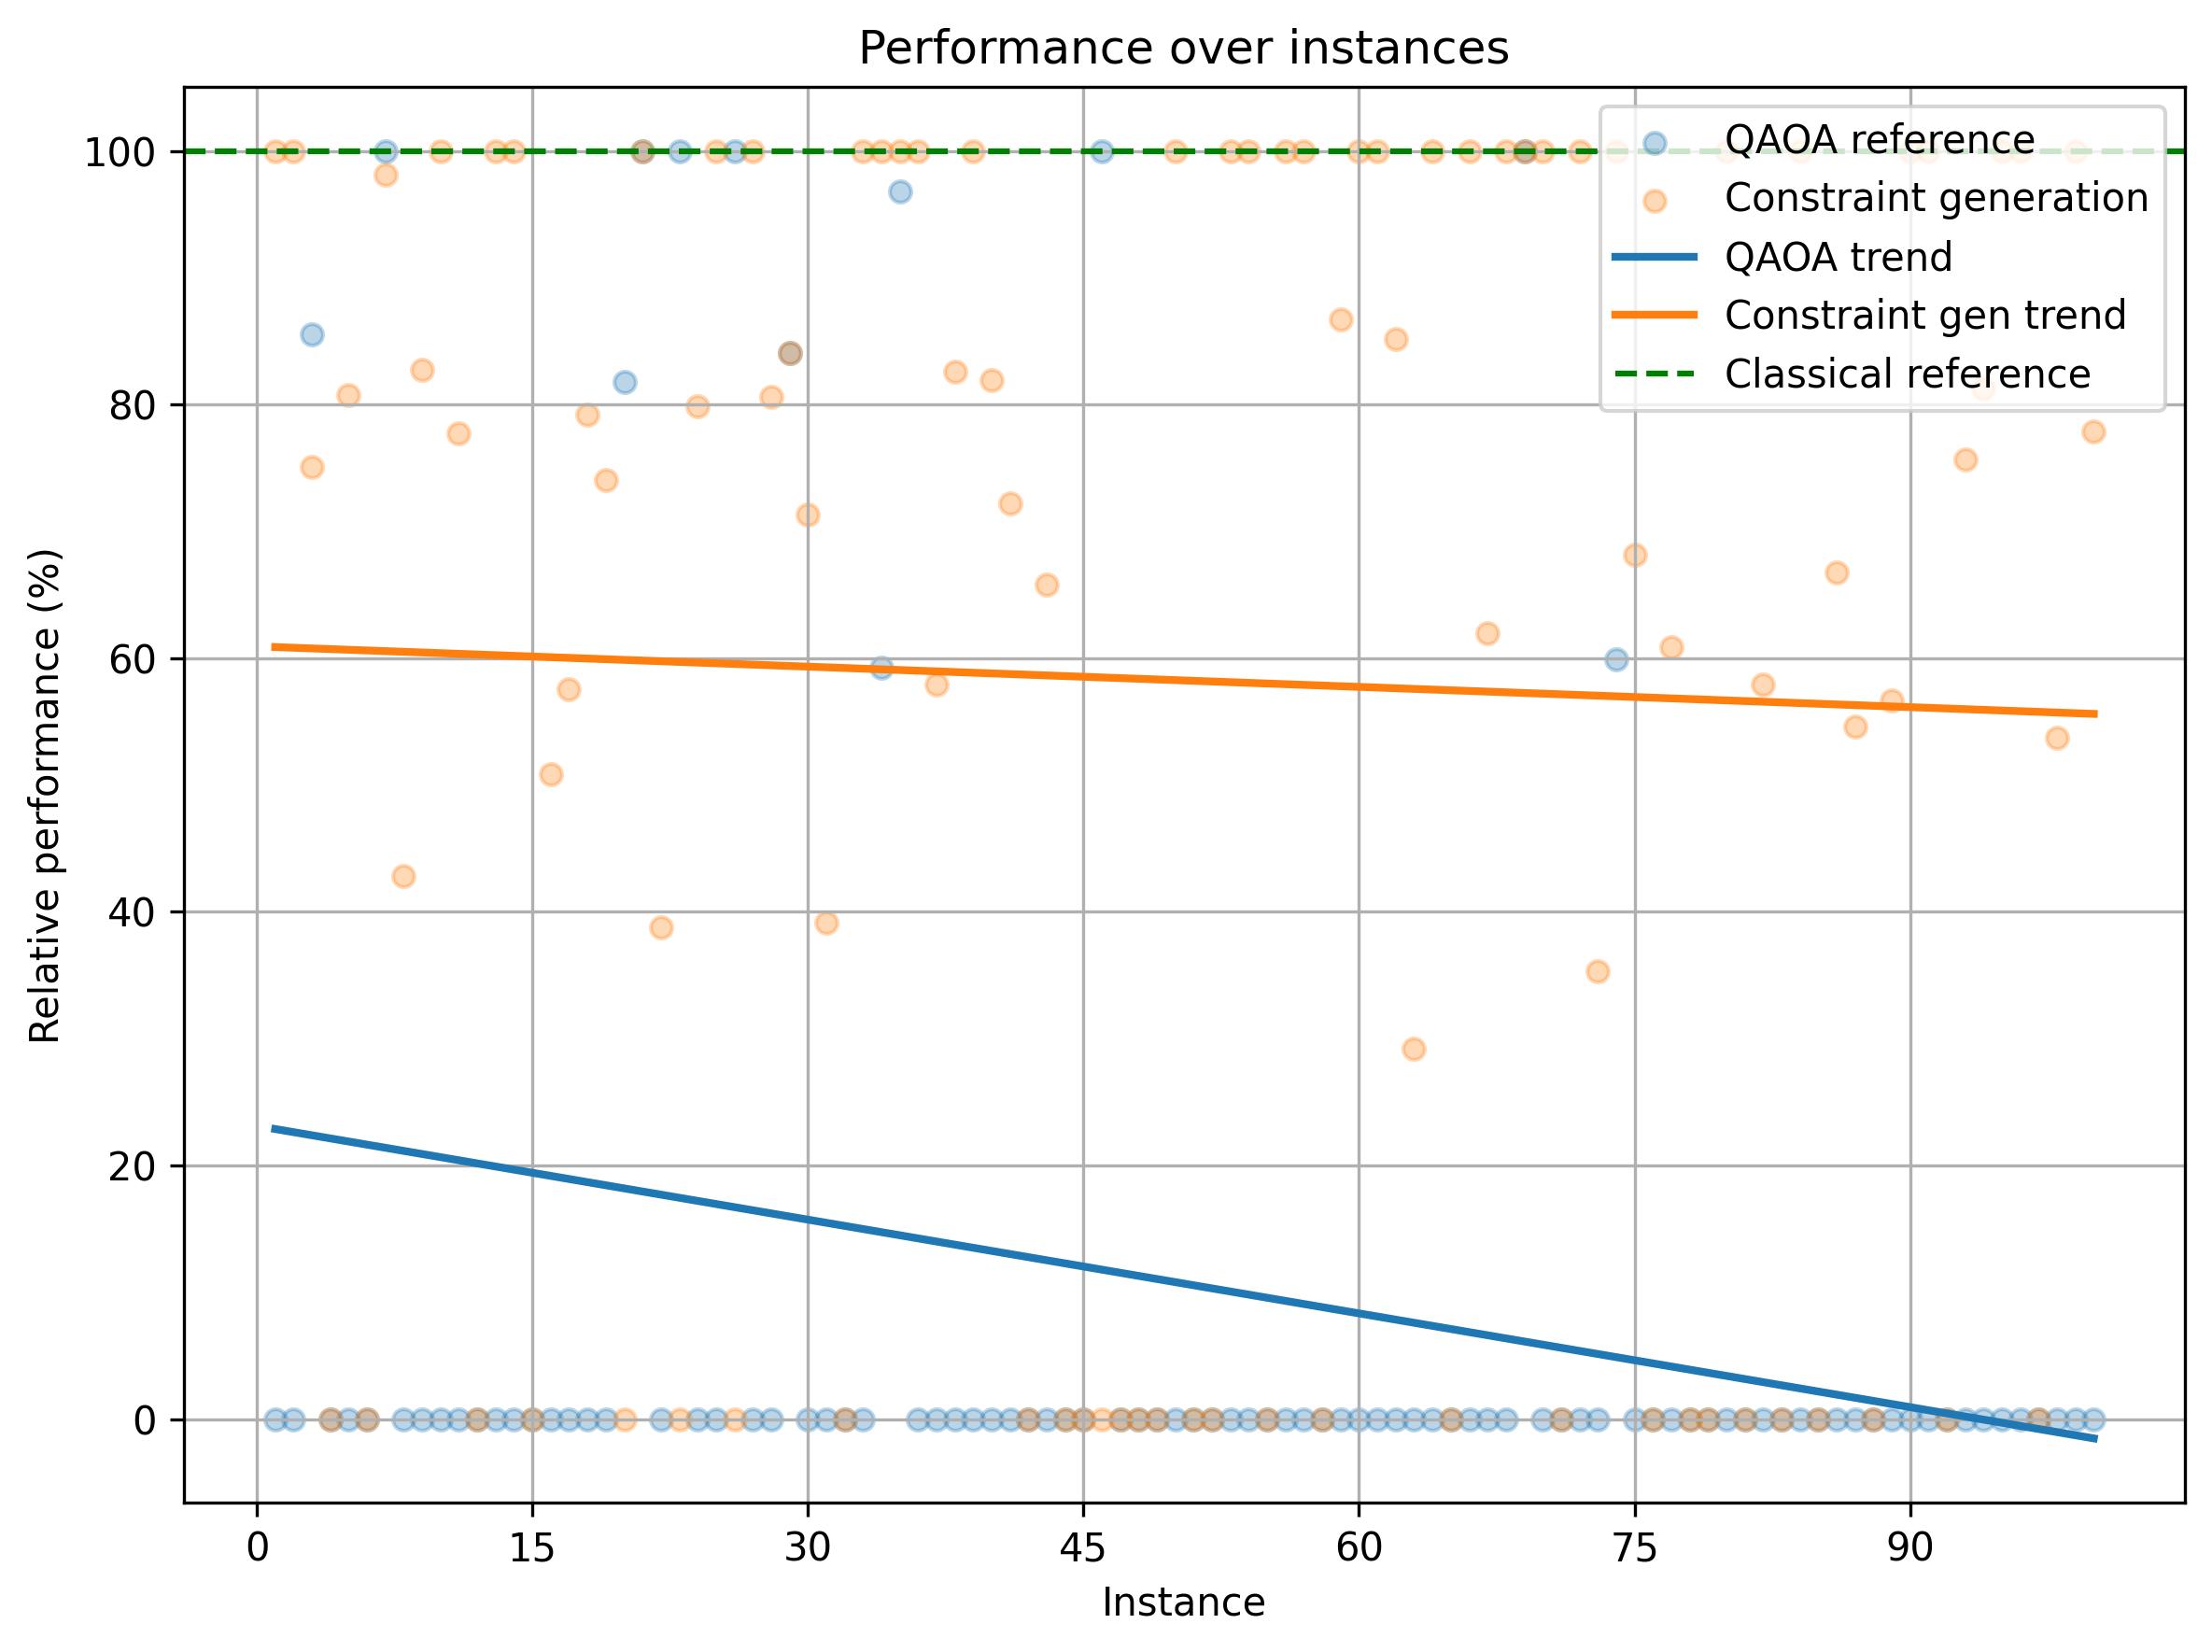 Performance over instances
QAOA reference
Constraint generation
QAOA trend
Constraint gen trend
Classical reference
Relative performance (%)
100
80
60
40
20
0
0 15 30 45 60 75 90
Instance